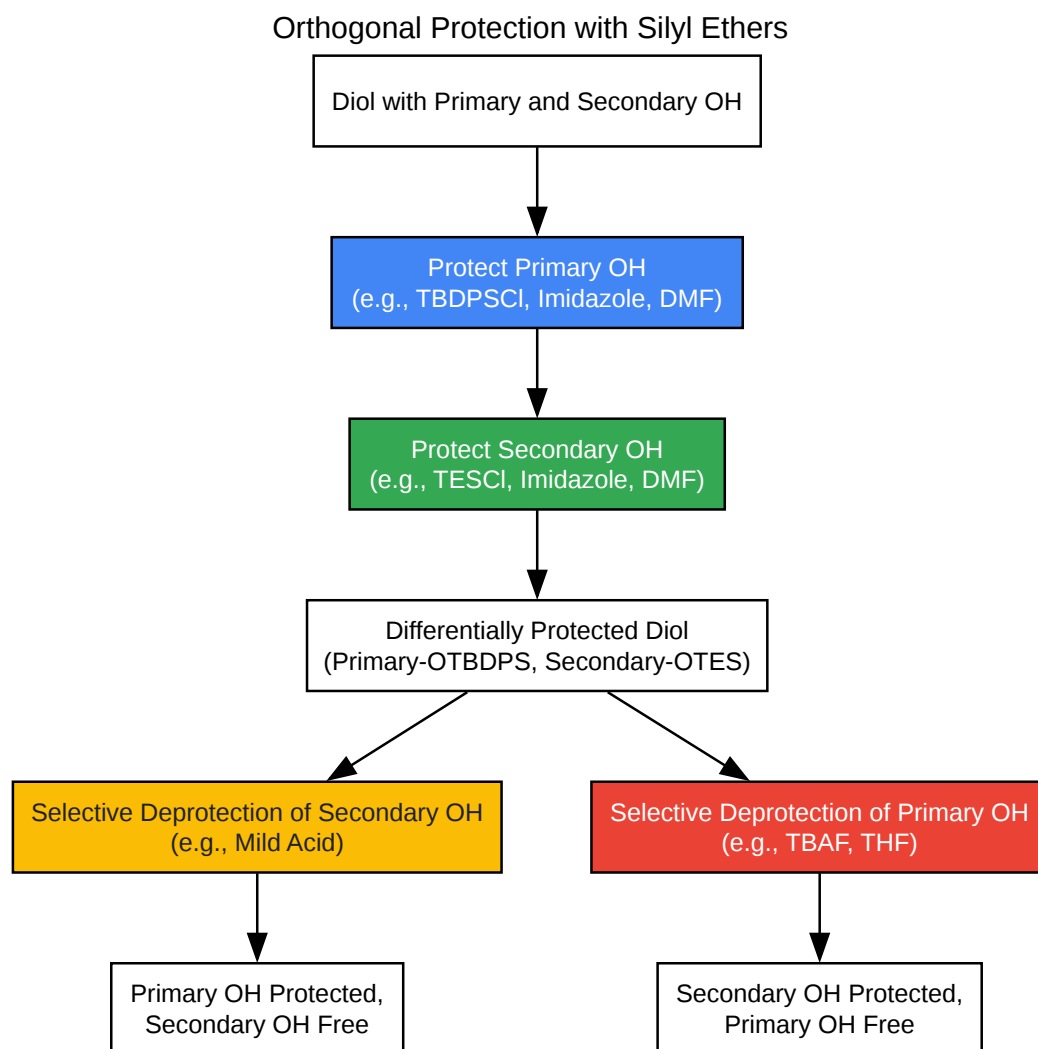 Orthogonal Protection with Silyl Ethers
Diol with Primary and Secondary OH
Protect Primary OH
(e.g., TBDPSCl, Imidazole, DMF)
Protect Secondary OH
(e.g., TESCl, Imidazole, DMF)
Differentially Protected Diol
(Primary-OTBDPS, Secondary-OTES)
Selective Deprotection of Secondary OH
(e.g., Mild Acid)
Selective Deprotection of Primary OH
(e.g., TBAF, THF)
Primary OH Protected,
Secondary OH Free
Secondary OH Protected,
Primary OH Free